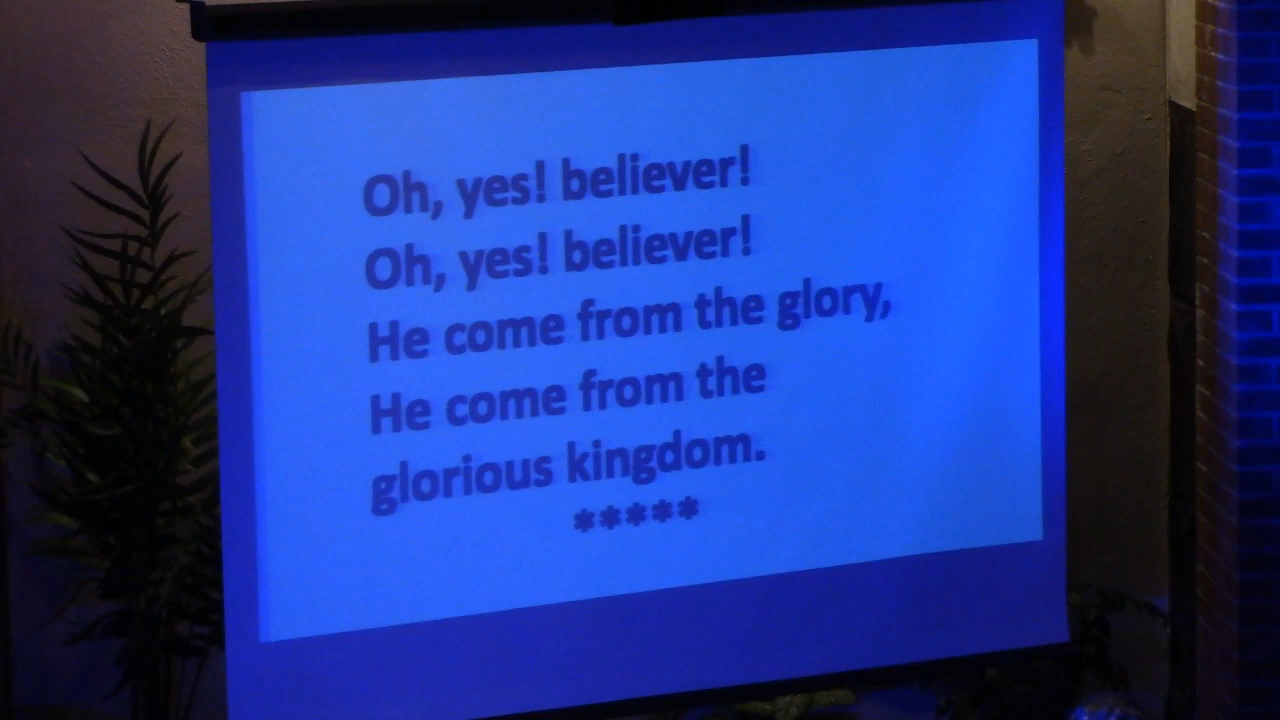 Oh, yes! believer!
Oh, yes! believer!
He come from the glory,
He come from the
glorious kingdom.
*****